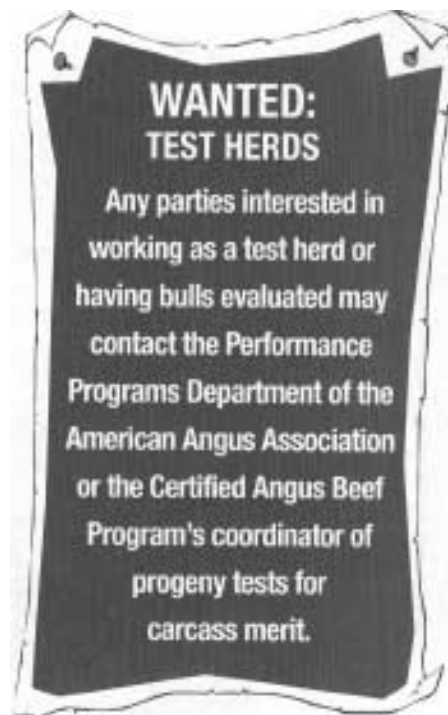 WANTED:
TEST HERDS
Any parties interested in
working as a test herd or
having bulls evaluated may
contact the Performance
Programs Department of the
American Angus Association
or the Certified Angus Beef
Program's coordinator of
progeny tests for
carcass merit.